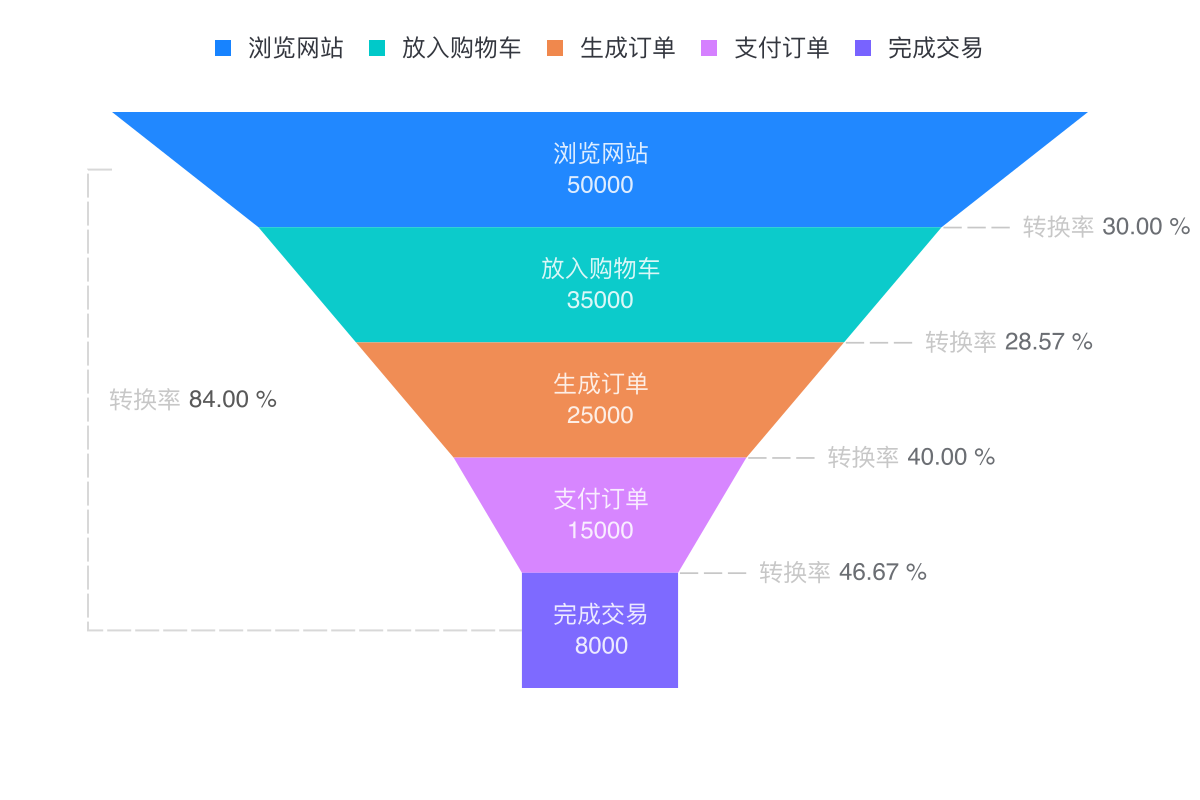 浏览网站 放入购物车 生成订单 支付订单 完成交易
浏览网站
50000
转换率 30.00 %
放入购物车
35000
转换率 28.57 %
生成订单
25000
转换率 84.00 %
转换率 40.00 %
支付订单
15000
转换率 46.67 %
完成交易
8000